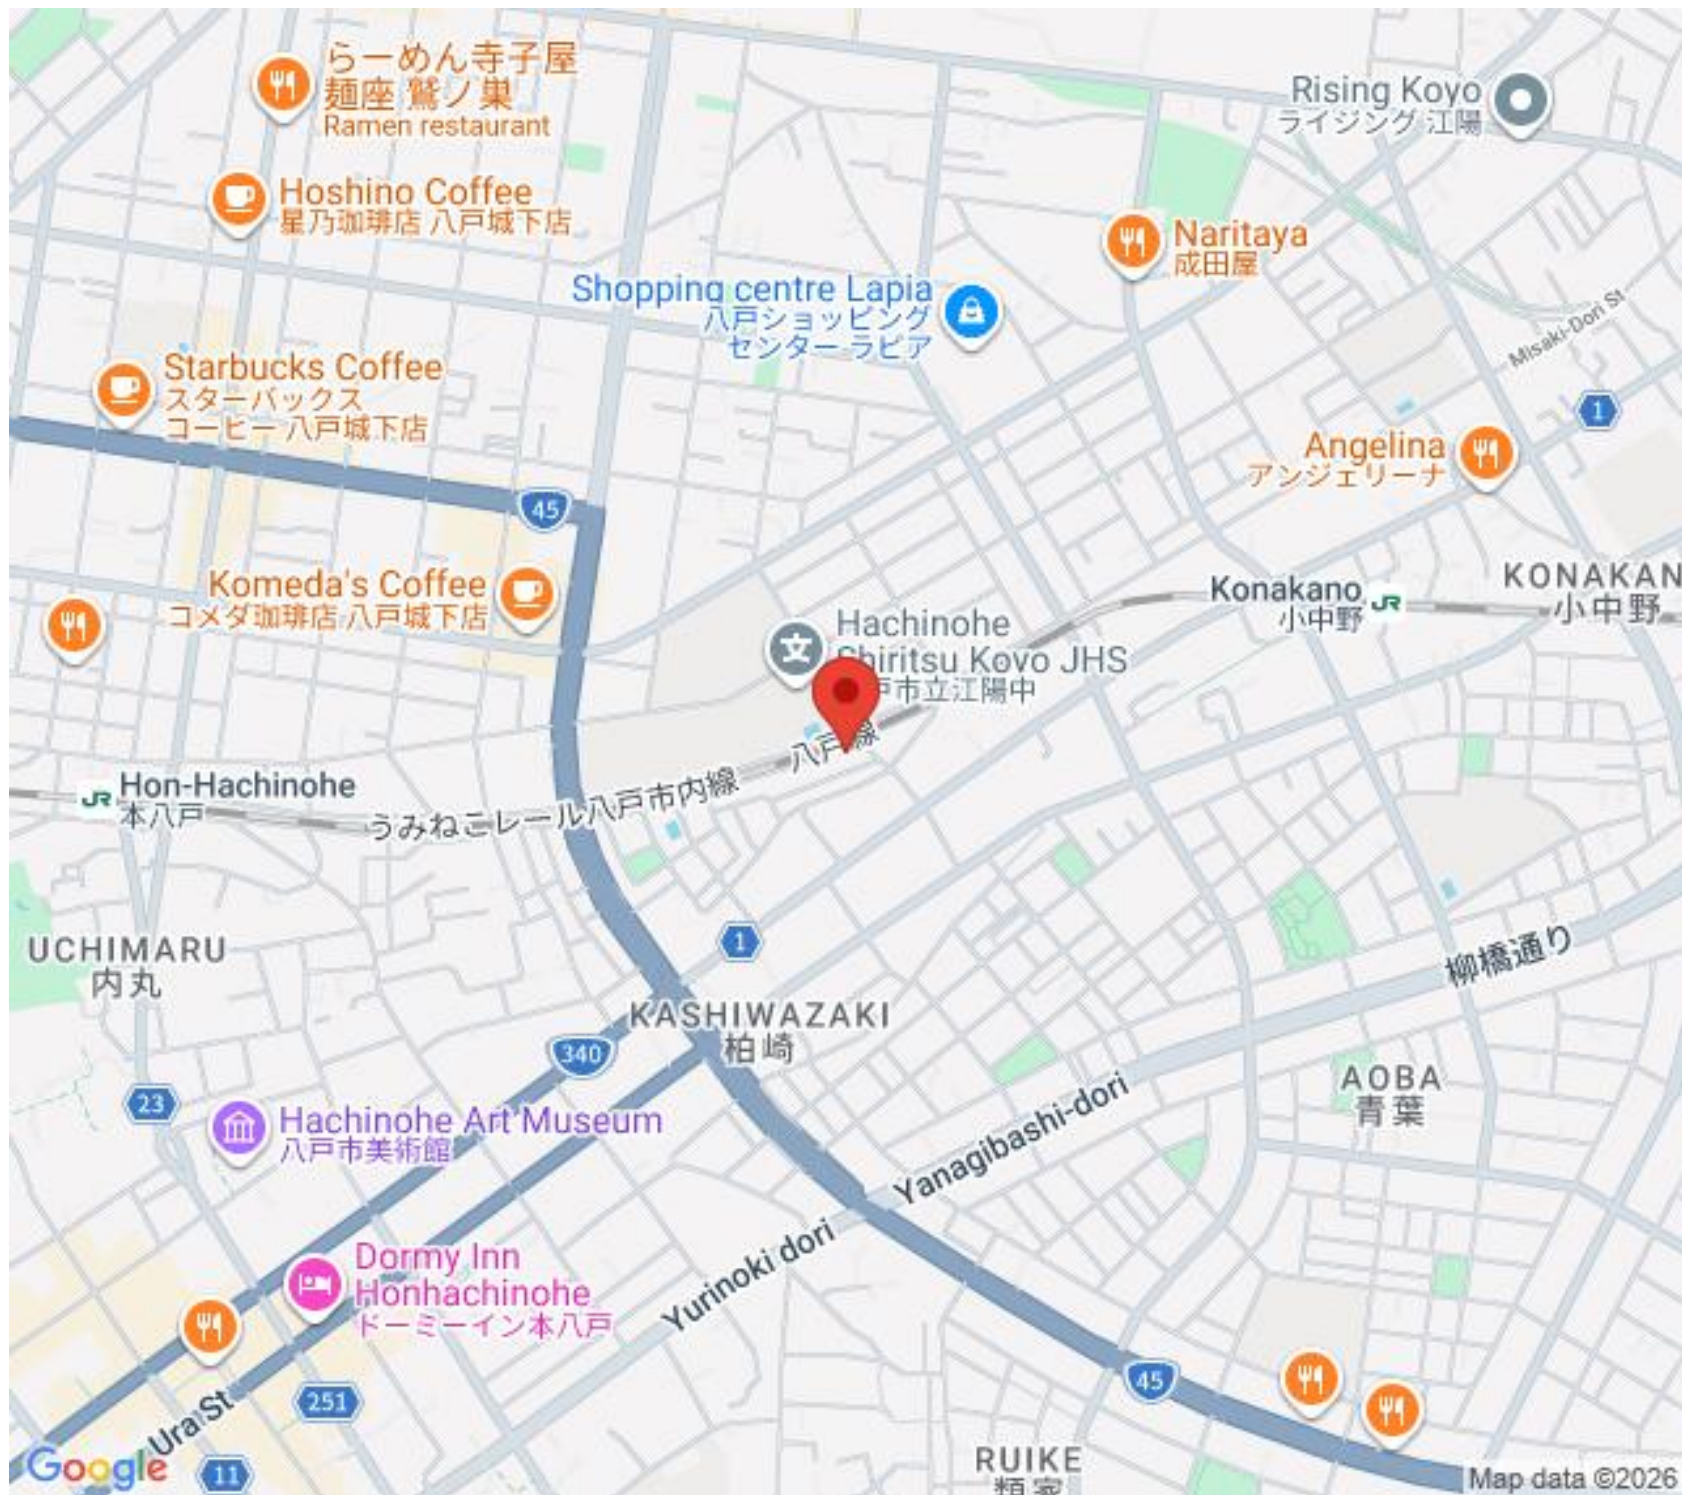 らーめん寺子屋
麺座 鷲ノ巣
Ramen restaurant
Rising Koyo
ライジング 江陽
Hoshino Coffee
星乃珈琲店 八戸城下店
Naritaya
成田屋
Shopping centre Lapia
八戸ショッピング
センター ラピア
Misaki-Dori St
Starbucks Coffee
スターバックス
コーヒー 八戸城下店
1
Angelina
アンジェリーナ
45
Komeda's Coffee
コメダ珈琲店 八戸城下店
Konakano
小中野
JR
KONAKAN
小中野
Hachinohe
Shiritsu Koyo JHS
戸市立江陽中
文
八戸線
うみねこレール八戸市内線
JR
Hon-Hachinohe
本八戸
UCHIMARU
内丸
1
柳橋通り
KASHIWAZAKI
柏崎
340
AOBA
青葉
23
Hachinohe Art Museum
八戸市美術館
Yanagibashi-dori
Yurinoki dori
Dormy Inn
Honhachinohe
ドーミーイン本八戸
251
45
Ura St
11
RUIKE
類家
Google
Map data ©2026